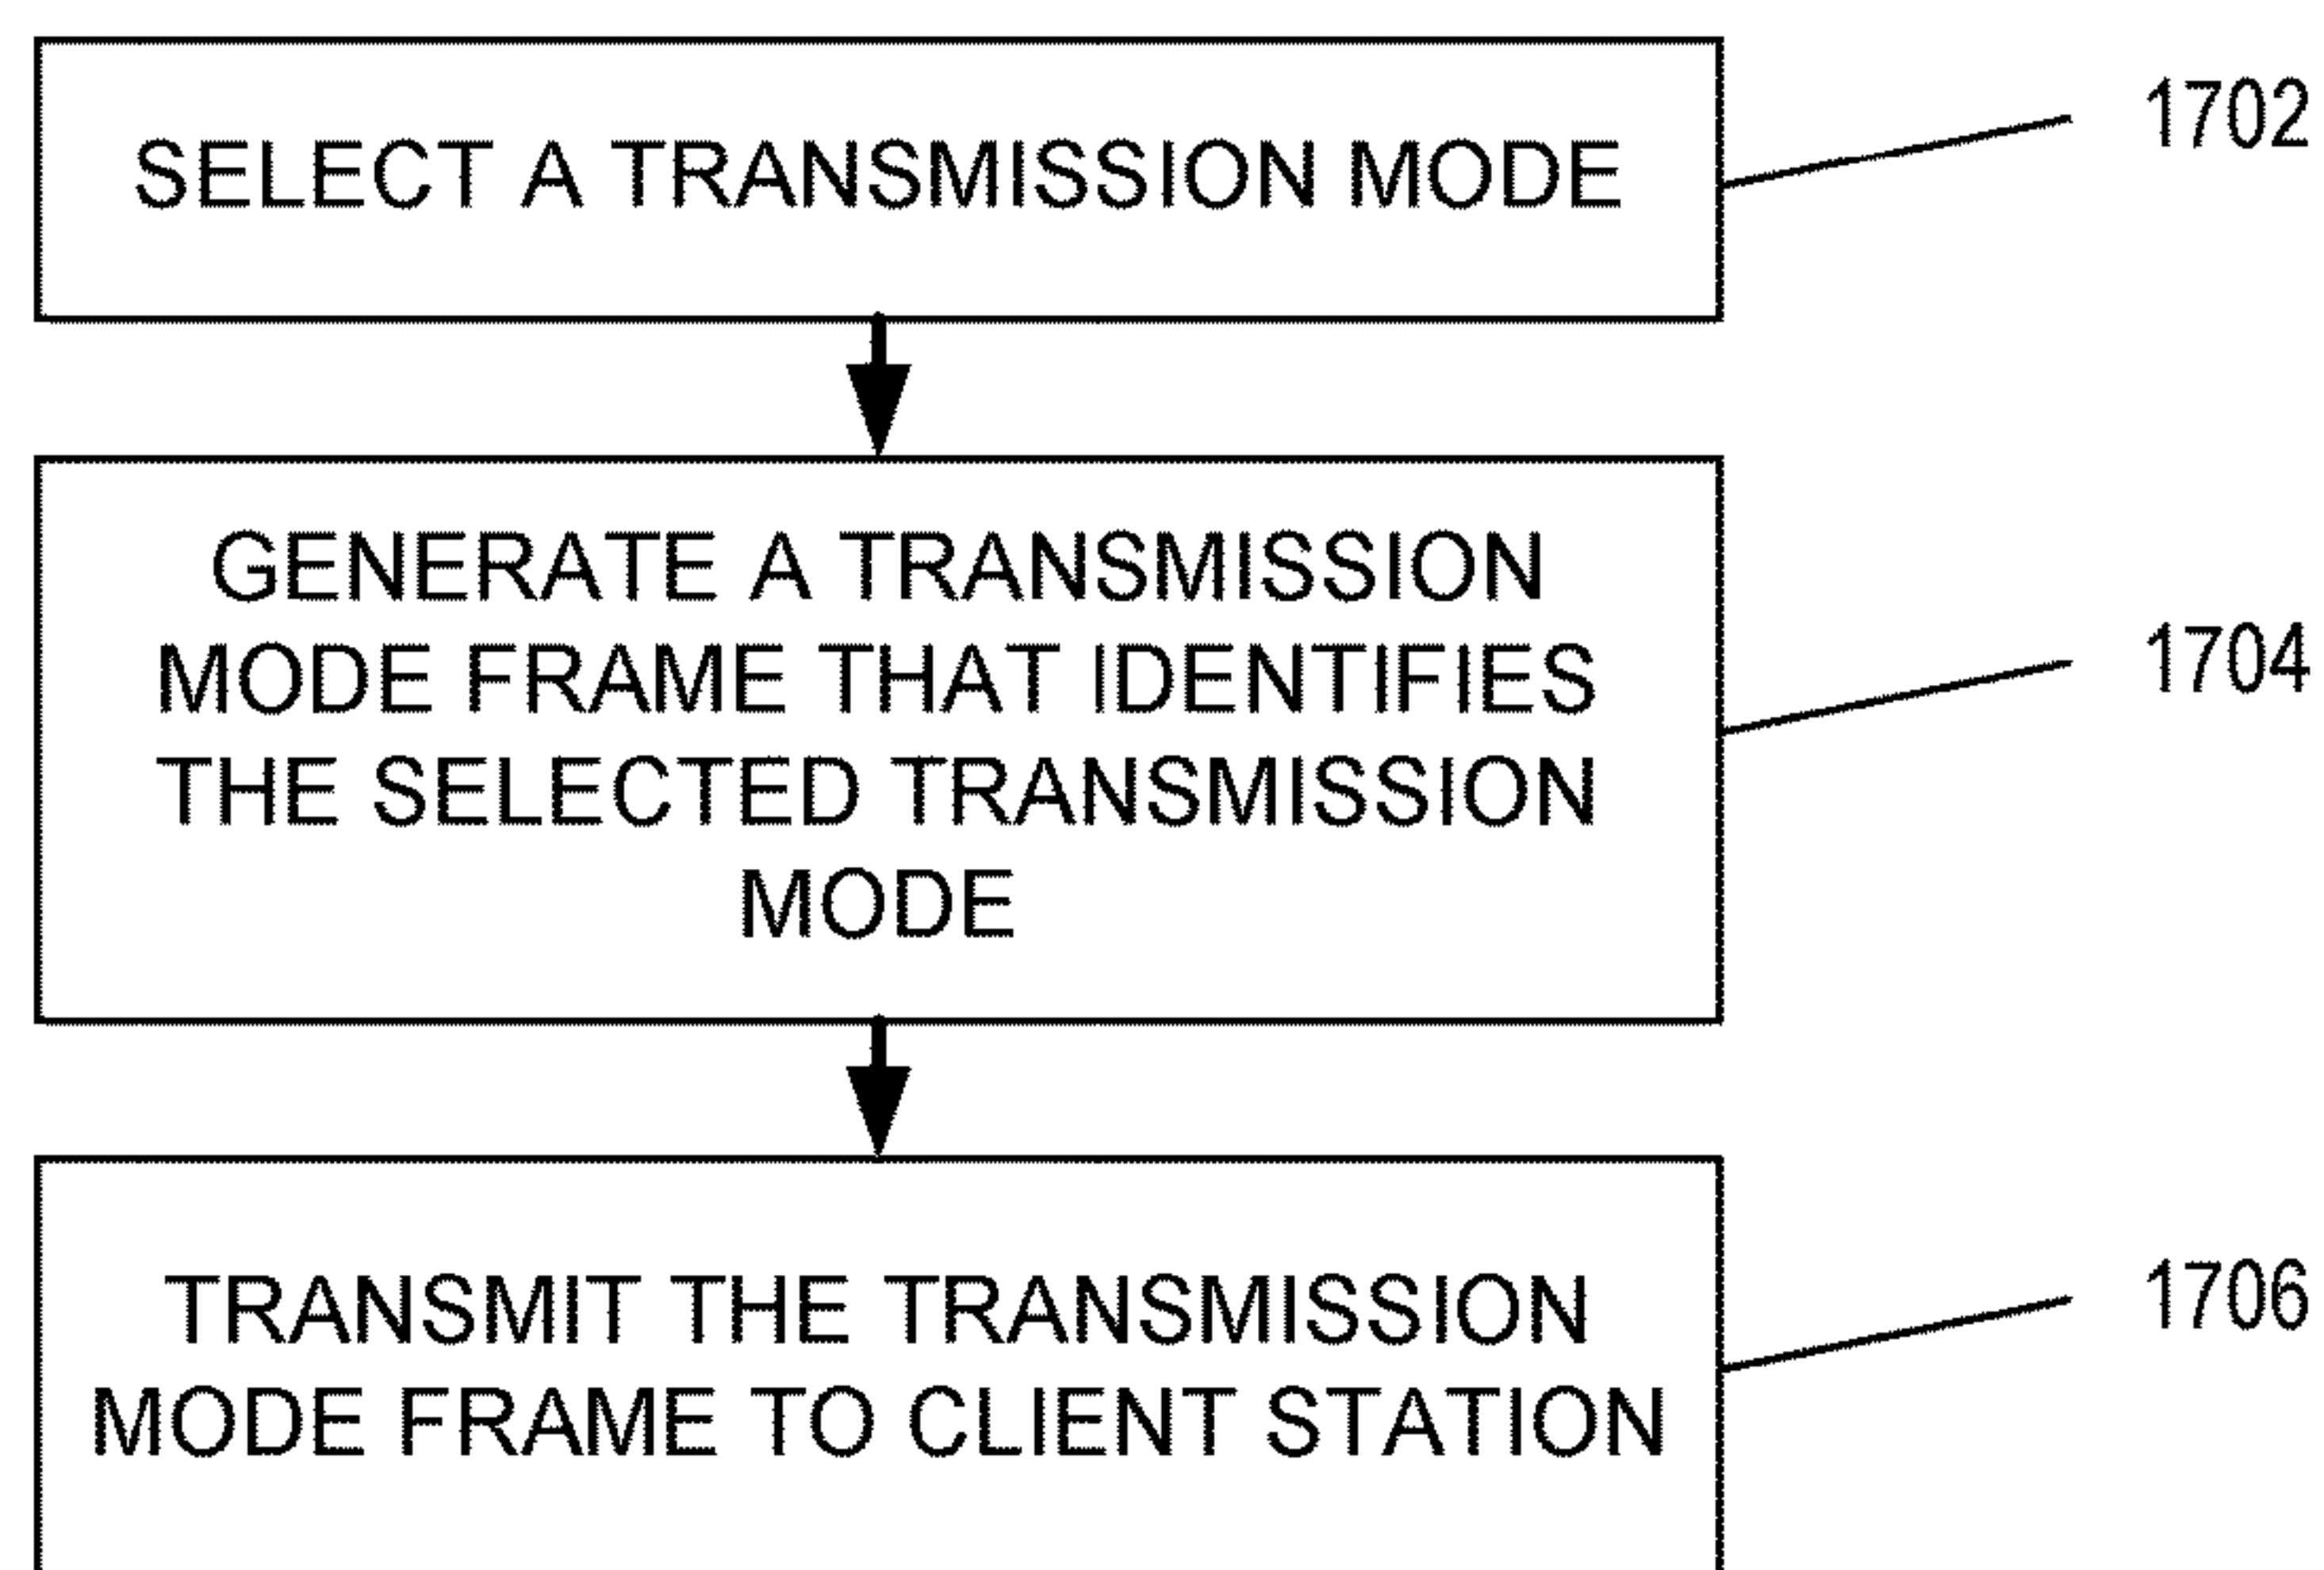 SELECT A TRANSMISSION MODE
1702
GENERATE A TRANSMISSION
MODE FRAME THAT IDENTIFIES
THE SELECTED TRANSMISSION
MODE
1704
TRANSMIT THE TRANSMISSION
MODE FRAME TO CLIENT STATION
1706